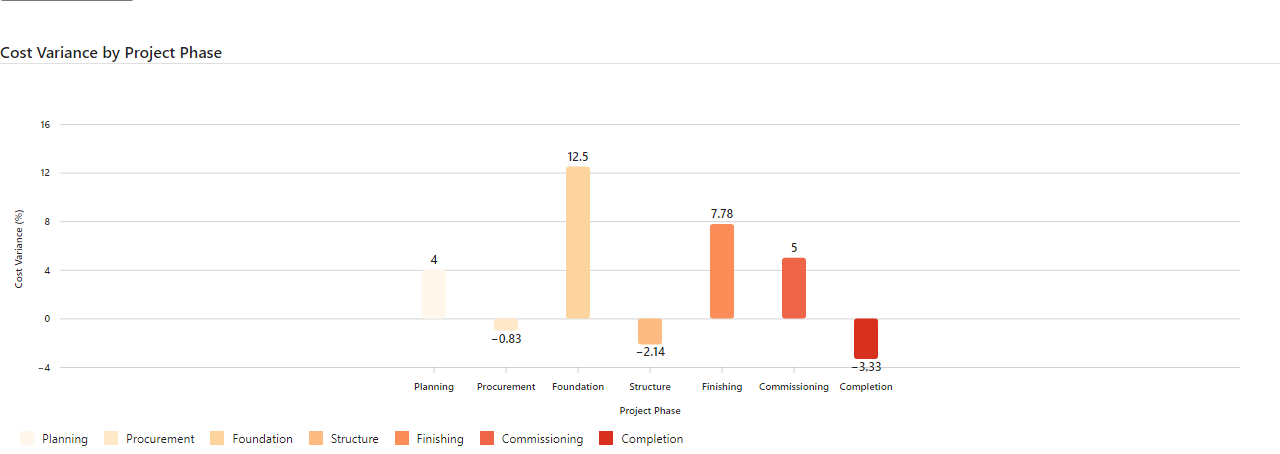 Cost Variance by Project Phase
16
12.5
12
7.78
8
5
4
4
0
−0.83
−2.14
−3.33
−4
Cost Variance (%)
Planning Procurement Foundation Structure Finishing Commissioning Completion
Project Phase
Planning Procurement Foundation Structure Finishing Commissioning Completion